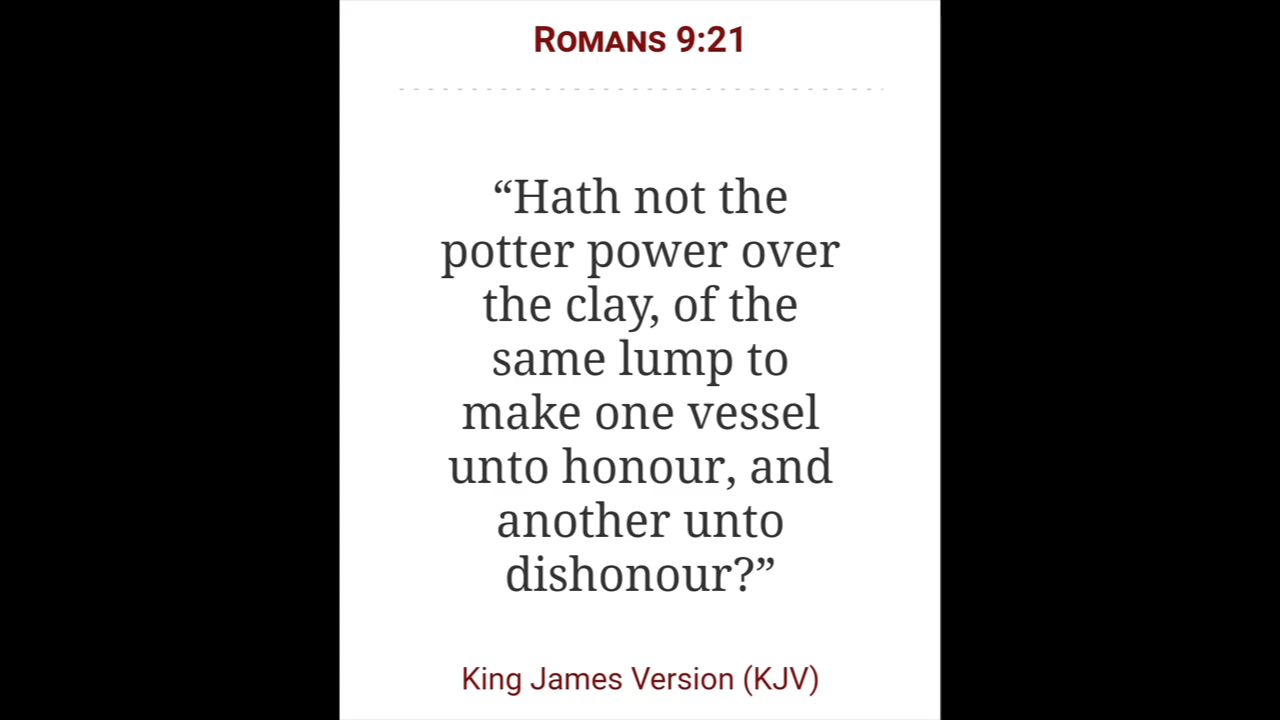 Romans 9:21
“Hath not the
potter power over
the clay, of the
same lump to
make one vessel
unto honour, and
another unto
dishonour?”
King James Version (KJV)